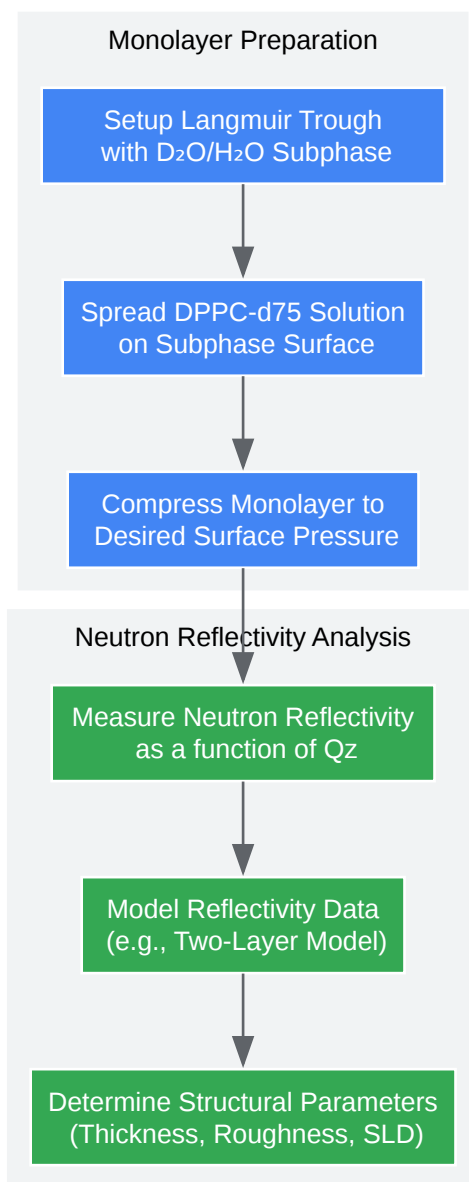 Monolayer Preparation
Setup Langmuir Trough
with D₂O/H₂O Subphase
Spread DPPC-d75 Solution
on Subphase Surface
Compress Monolayer to
Desired Surface Pressure
Neutron Reflectivity Analysis
Measure Neutron Reflectivity
as a function of Qz
Model Reflectivity Data
(e.g., Two-Layer Model)
Determine Structural Parameters
(Thickness, Roughness, SLD)